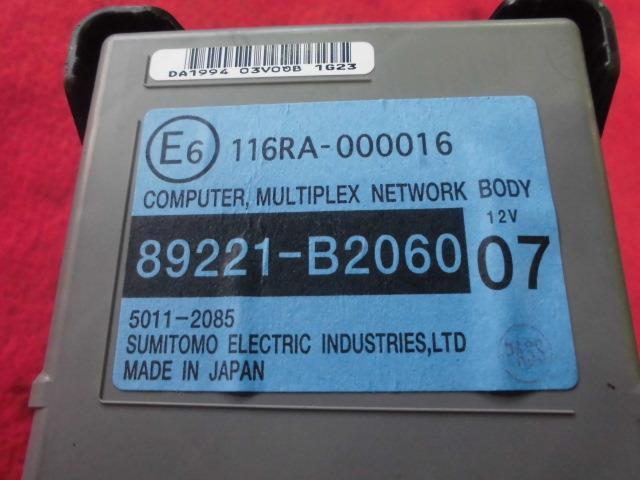 DA1994 03V00B 1G23
E6 116RA-000016
COMPUTER, MULTIPLEX NETWORK BODY
12V
89221-B2060 07
5011-2085
SUMITOMO ELECTRIC INDUSTRIES,LTD
MADE IN JAPAN